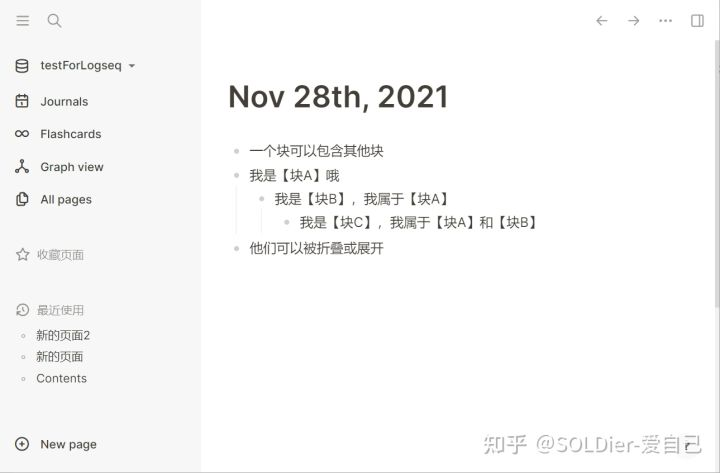 testForLogseq
Journals
Flashcards
Graph view
All pages
收藏页面
最近使用
新的页面2
新的页面
Contents
New page
Nov 28th, 2021
一个块可以包含其他块
我是【块A】哦
我是【块B】，我属于【块A】
我是【块C】，我属于【块A】和【块B】
他们可以被折叠或展开
知乎 @SOLDier-爱自己